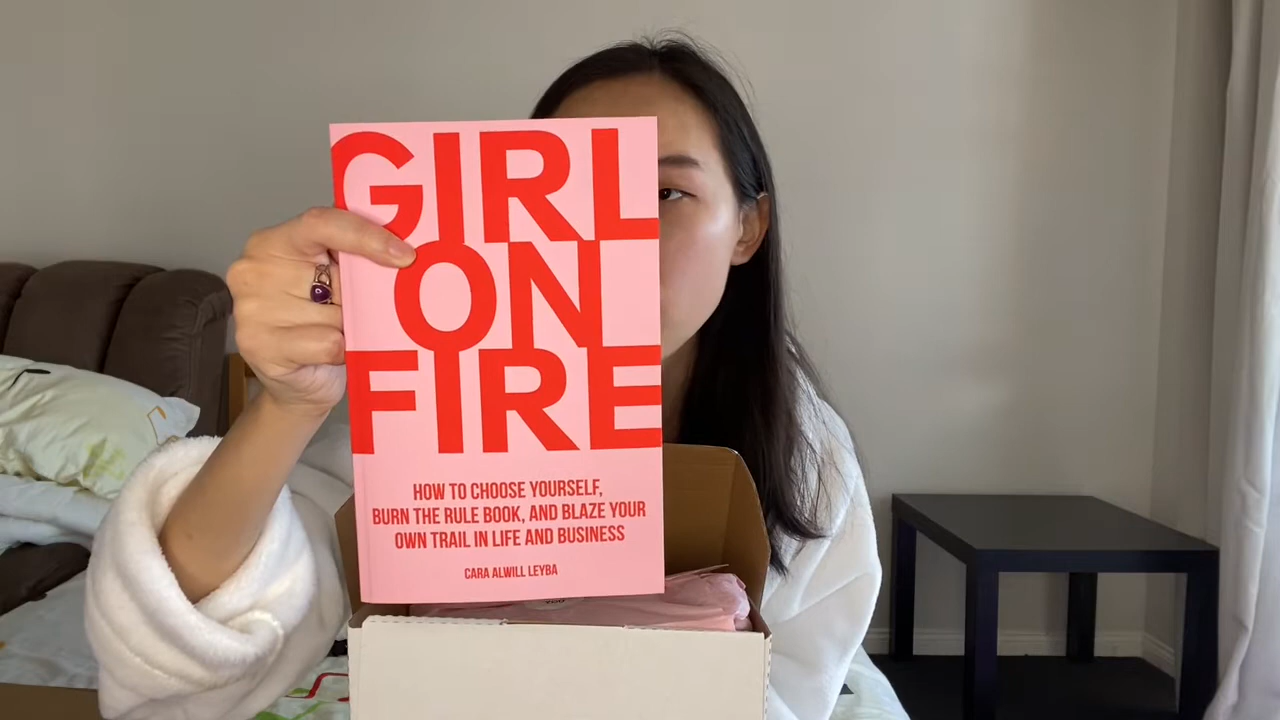 GIRL
ON
FIRE
HOW TO CHOOSE YOURSELF,
BURN THE RULE BOOK, AND BLAZE YOUR
OWN TRAIL IN LIFE AND BUSINESS
CARA ALWILL LEYBA